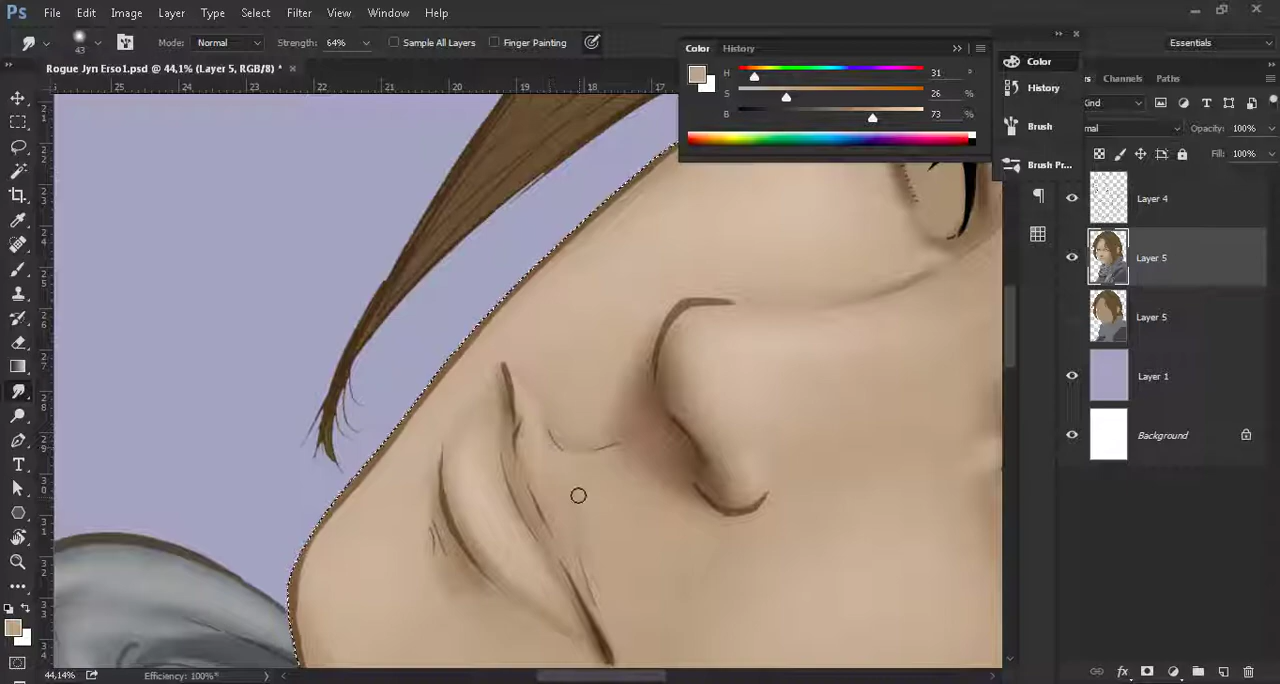 Ps File Edit Image Layer Type Select Filter View Window Help
43 Mode: Normal Strength: 64% Sample All Layers Finger Painting Essentials
Rogue Jyn Erso1.psd @ 44,1% (Layer 5, RGB/8) *
Color History
H 31 °
S 26 %
B 73 %
Color
History
Brush
Brush Pr...
Channels Paths
Kind
mal Opacity: 100%
Fill: 100%
Layer 4
Layer 5
Layer 5
Layer 1
Background
25 22 21 20 19 18 17
44,14% Efficiency: 100%*